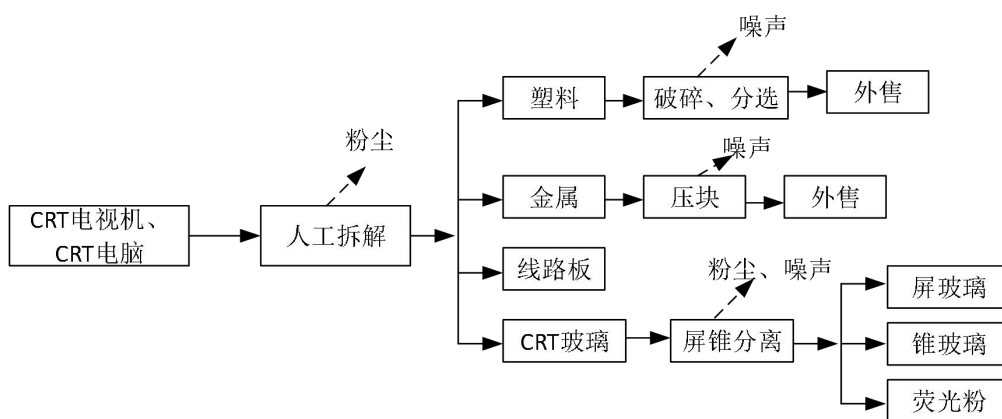 噪声
塑料
破碎、分选
外售
粉尘
噪声
金属
压块
外售
CRT电视机、
CRT电脑
人工拆解
线路板
粉尘、噪声
屏玻璃
CRT玻璃
屏锥分离
锥玻璃
荧光粉